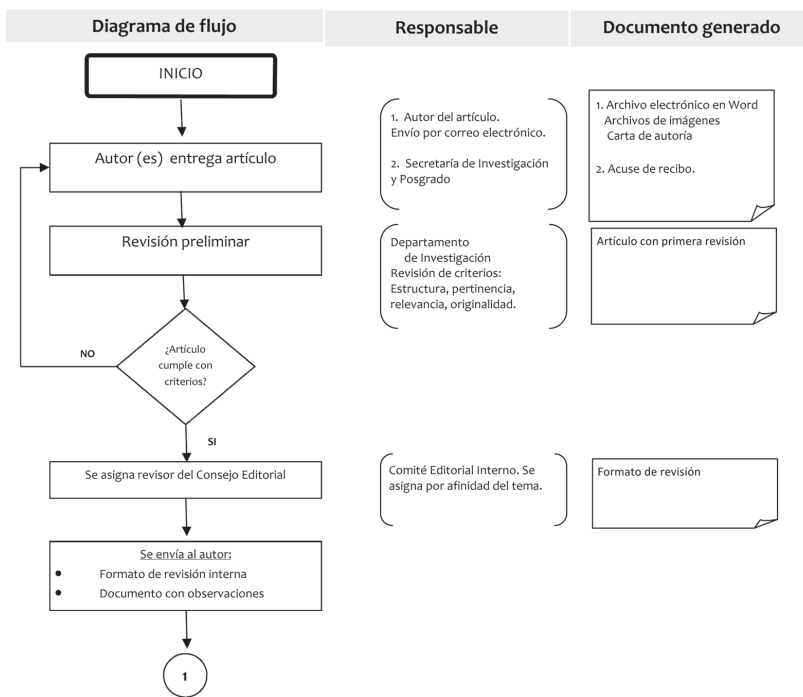 Diagrama de flujo
Responsable
Documento generado
INICIO
1. Autor del artículo.
Envío por correo electrónico.
2. Secretaría de Investigación
y Posgrado
1. Archivo electrónico en Word
Archivos de imágenes
Carta de autoría
2. Acuse de recibo.
Autor (es) entrega artículo
Revisión preliminar
Departamento
de Investigación
Revisión de criterios:
Estructura, pertinencia,
relevancia, originalidad.
Artículo con primera revisión
¿Artículo
cumple con
criterios?
NO
SI
Se asigna revisor del Consejo Editorial
Comité Editorial Interno. Se
asigna por afinidad del tema.
Formato de revisión
Se envía al autor:
• Formato de revisión interna
• Documento con observaciones
1